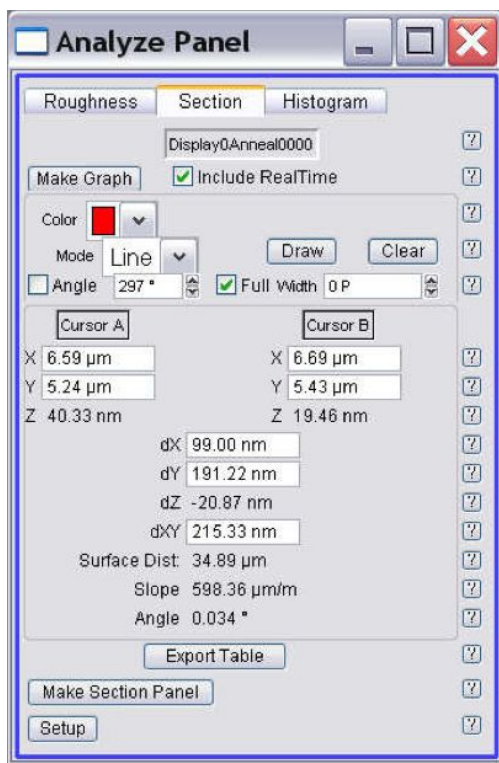 Analyze Panel
Roughness Section Histogram
Display0Anneal0000 ?
Make Graph Include RealTime ?
Color ?
Mode Line Draw Clear ?
Angle 297 ° Full Width 0 P ?
Cursor A Cursor B
X 6.59 µm X 6.69 µm ?
Y 5.24 µm Y 5.43 µm ?
Z 40.33 nm Z 19.46 nm ?
dX 99.00 nm ?
dY 191.22 nm ?
dZ -20.87 nm ?
dXY 215.33 nm ?
Surface Dist: 34.89 µm ?
Slope 598.36 µm/m ?
Angle 0.034 ° ?
Export Table ?
Make Section Panel ?
Setup ?